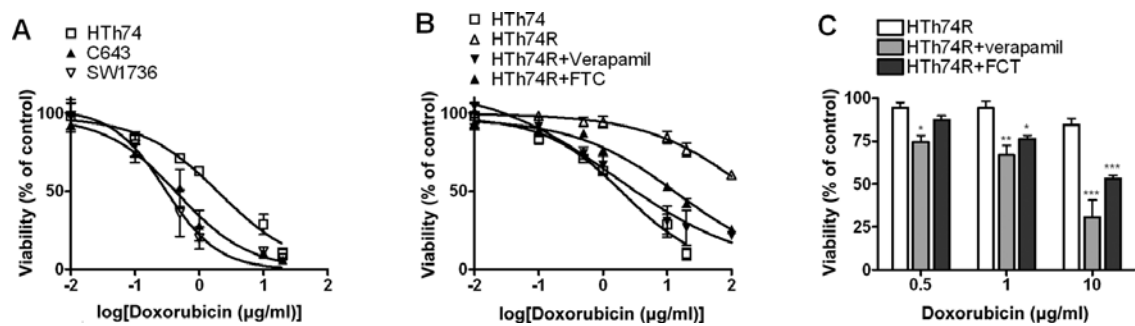 A
HTh74
C643
SW1736
Viability (% of control)
100
50
0
-2 -1 0 1 2
log[Doxorubicin (µg/ml)]
B
HTh74
HTh74R
HTh74R+Verapamil
HTh74R+FTC
Viability (% of control)
100
50
0
-2 -1 0 1 2
log[Doxorubicin (µg/ml)]
C
HTh74R
HTh74R+verapamil
HTh74R+FCT
Viability (% of control)
100
75
50
25
0
* ** * *** ***
0.5 1 10
Doxorubicin (µg/ml)